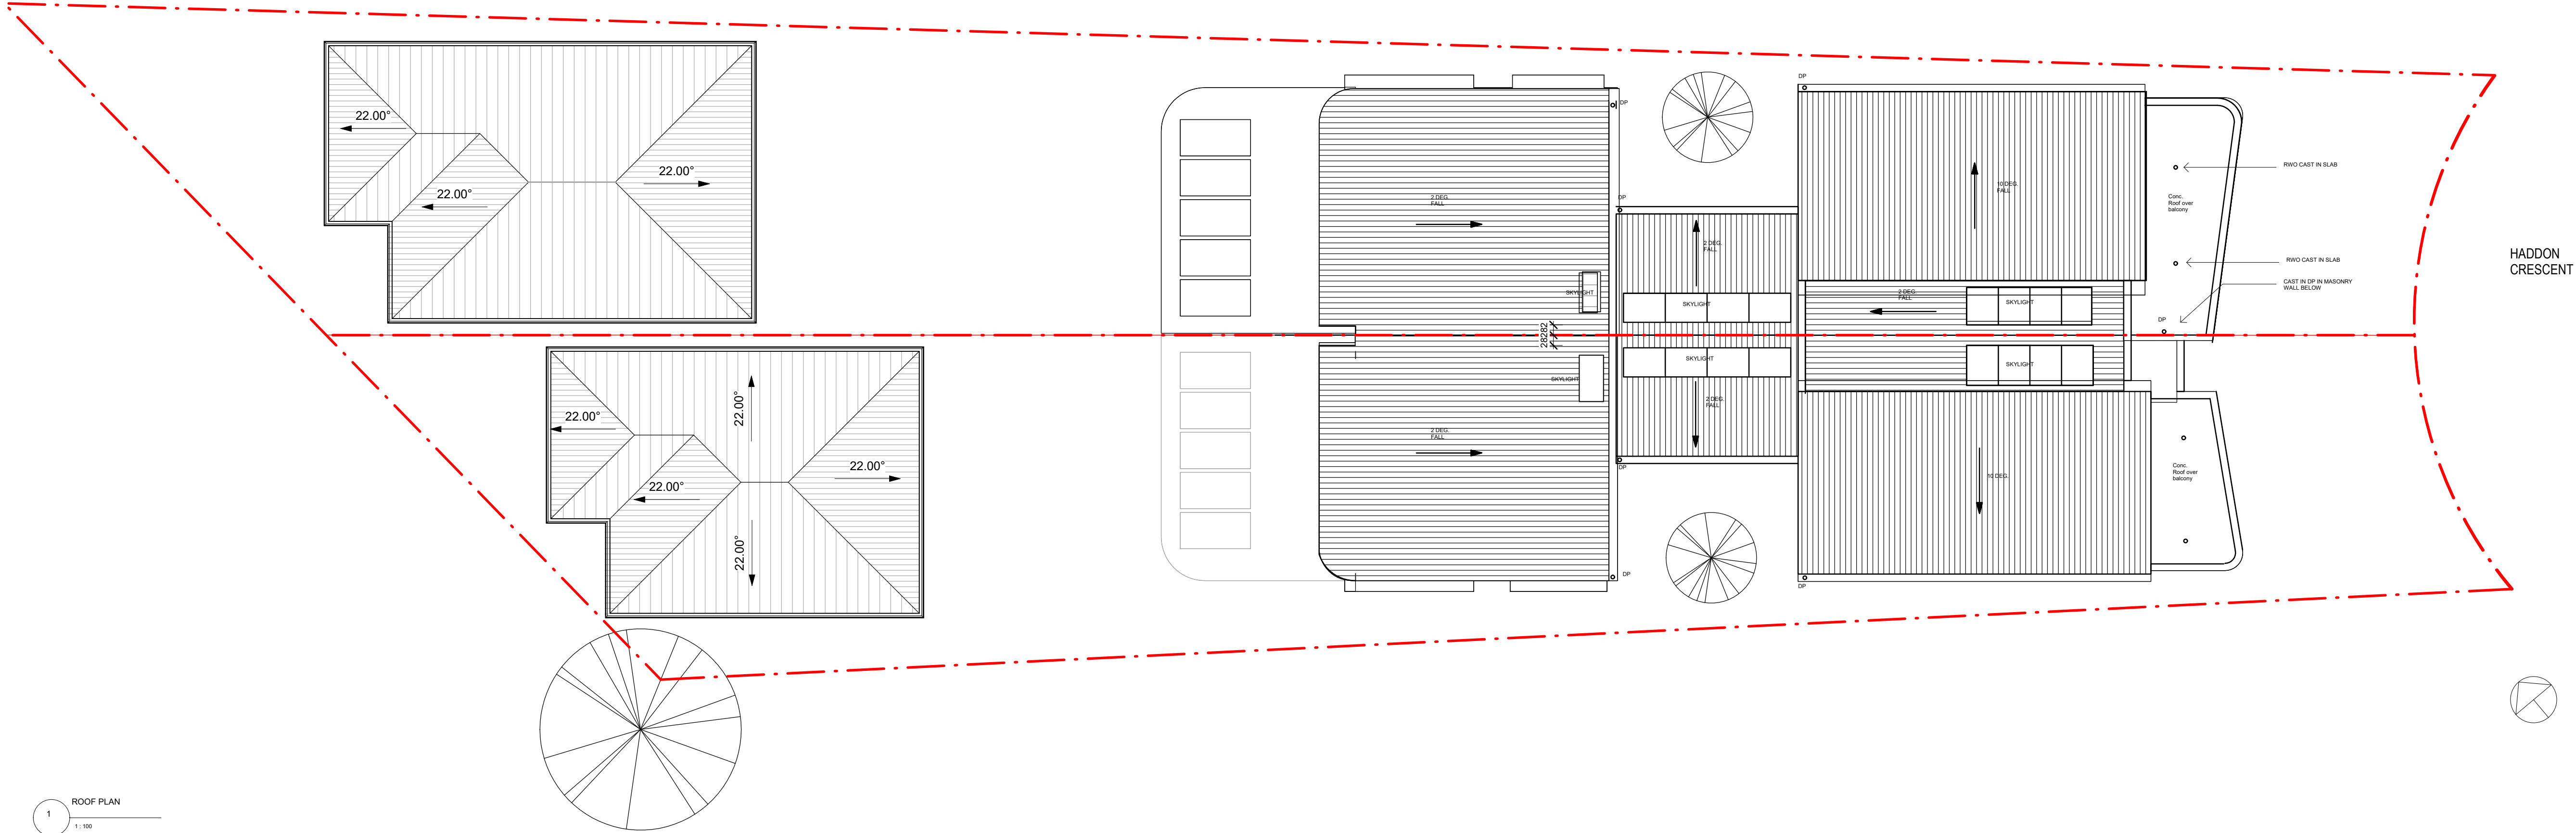 DP
22.00°
DP
22.00°
RWO CAST IN SLAB
10 DEG.
FALL
22.00°
2 DEG.
FALL
DP
Conc.
Roof over
balcony
2 DEG.
FALL
HADDON
CRESCENT
RWO CAST IN SLAB
CAST IN DP IN MASONRY
WALL BELOW
SKYLIGHT
2 DEG.
FALL
SKYLIGHT
SKYLIGHT
DP
282
282
SKYLIGHT
SKYLIGHT
SKYLIGHT
22.00°
22.00°
2 DEG.
FALL
2 DEG.
FALL
22.00°
DP
Conc.
Roof over
balcony
10 DEG.
22.00°
22.00°
DP
DP
ROOF PLAN
1
1 : 100